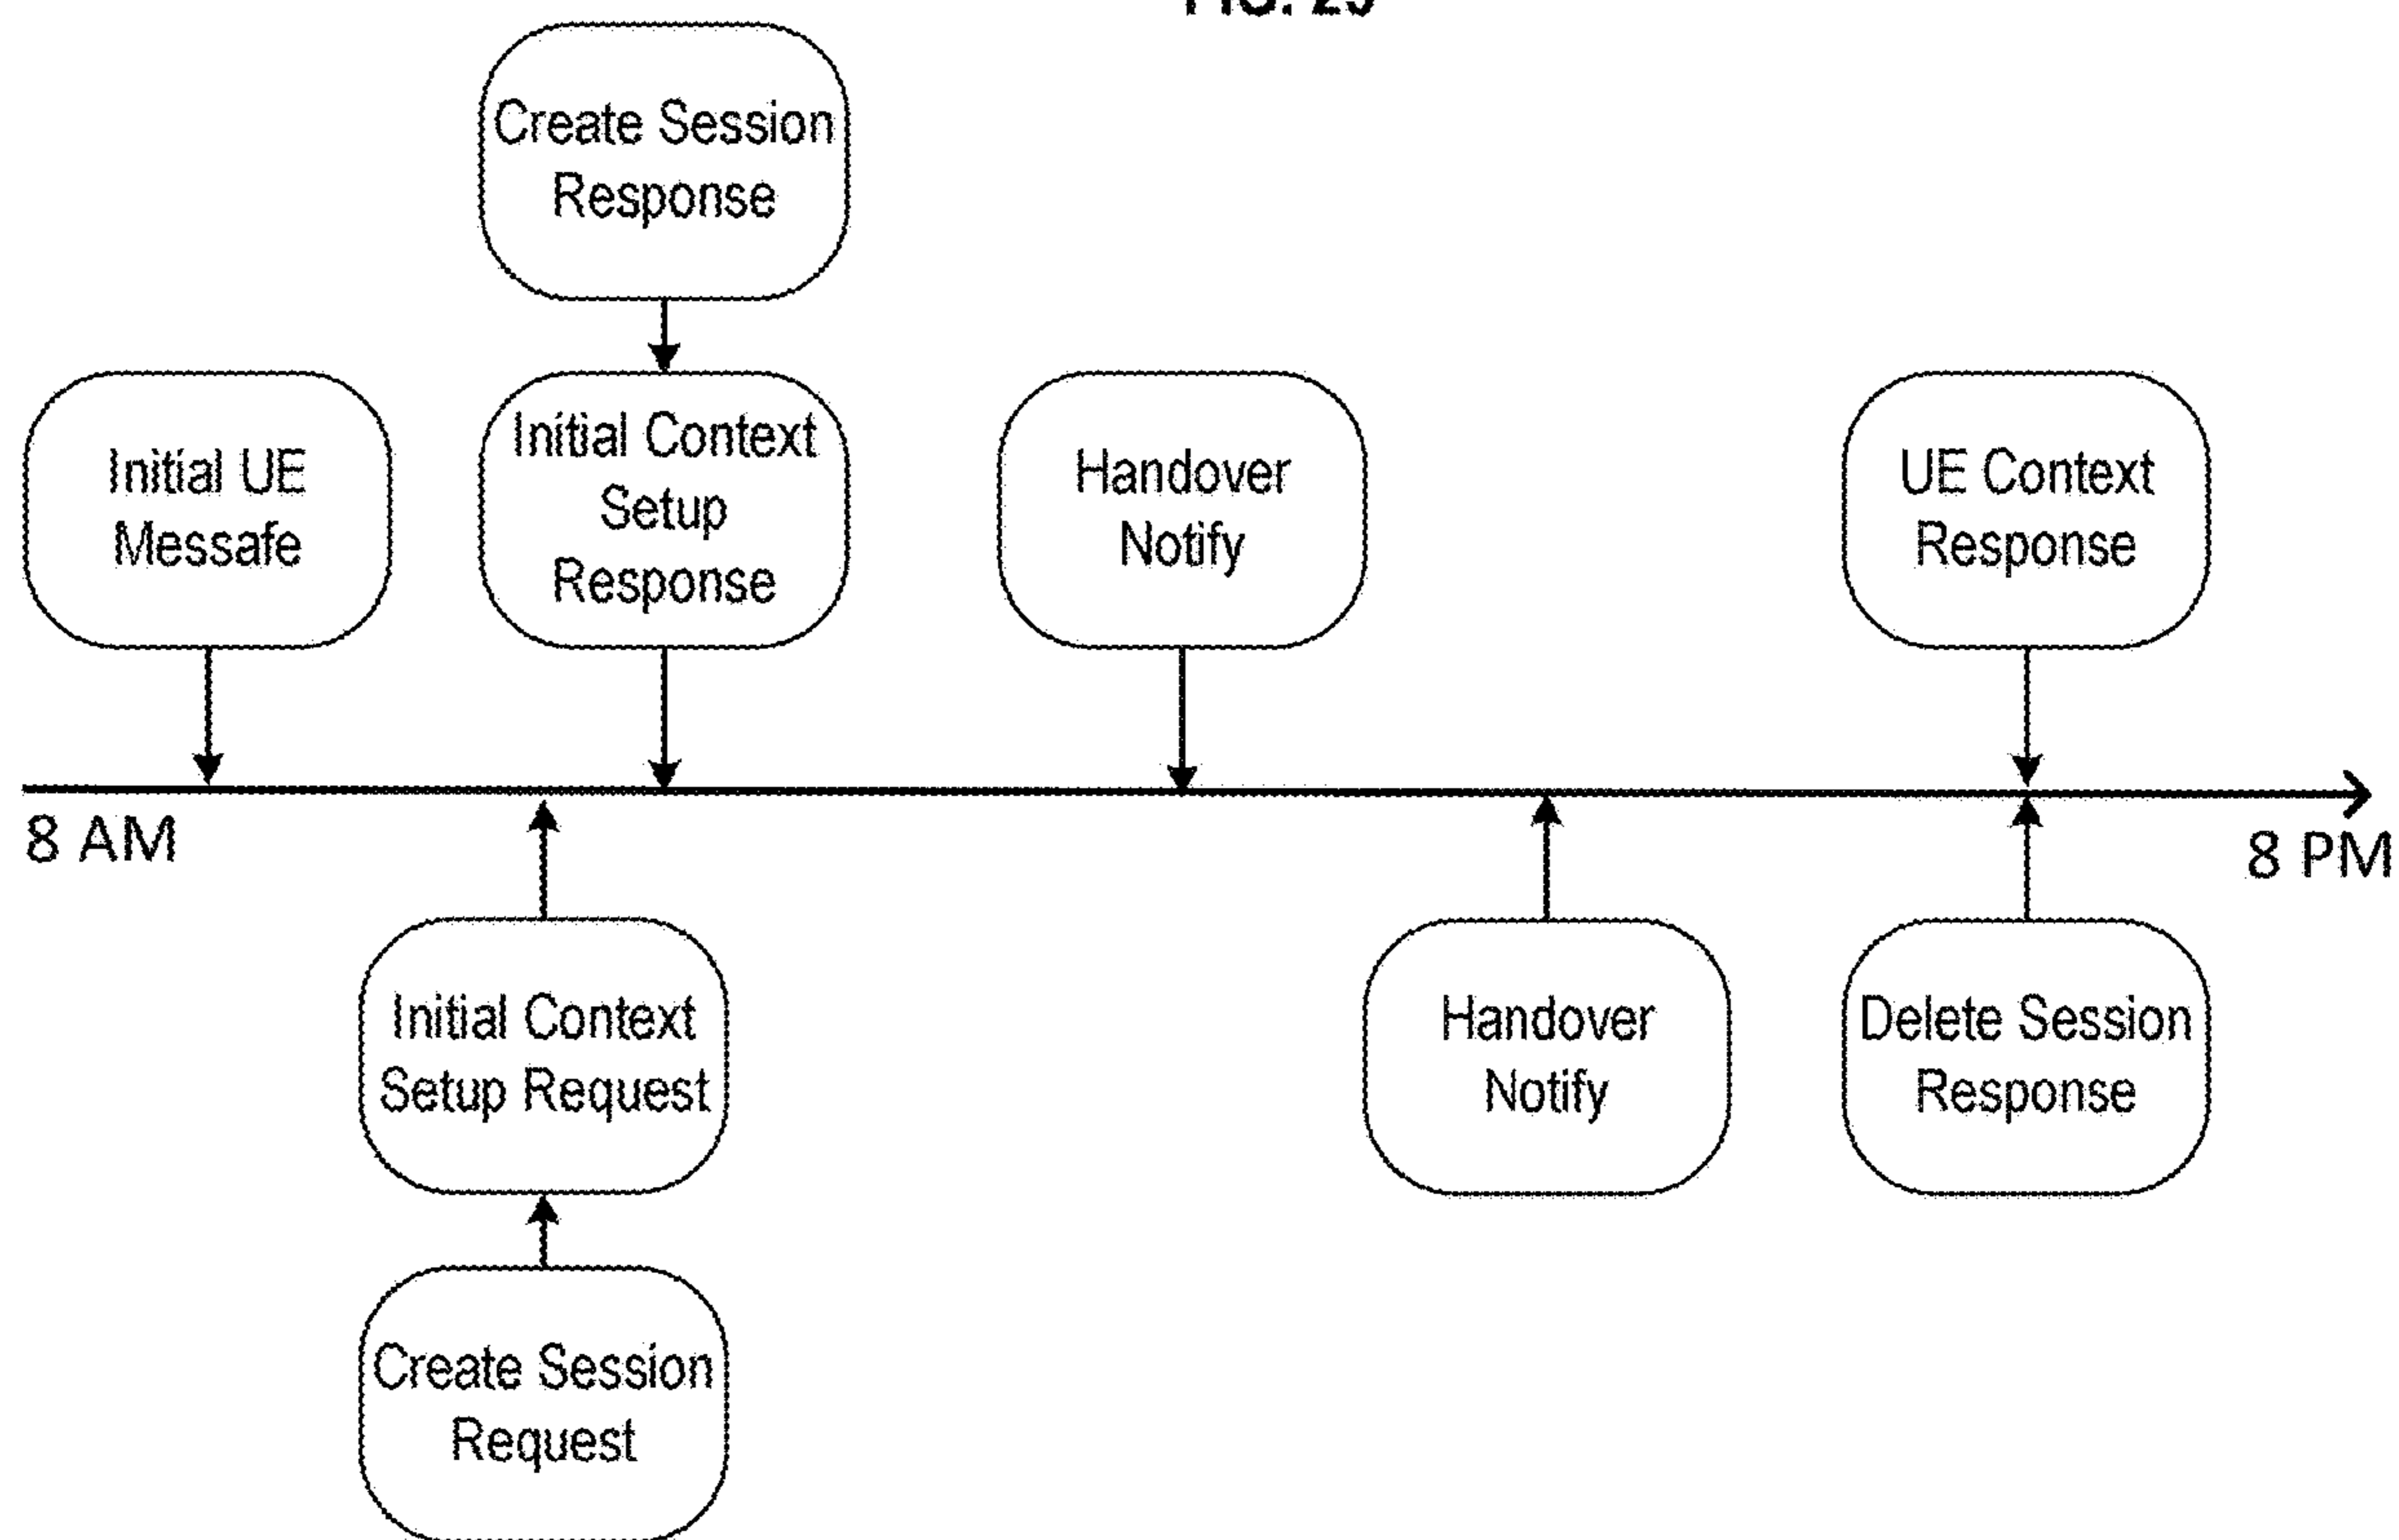 Create Session
Response
Initial UE
Messafe
Initial Context
Setup
Response
Handover
Notify
UE Context
Response
8 AM
8 PM
Initial Context
Setup Request
Handover
Notify
Delete Session
Response
Create Session
Request